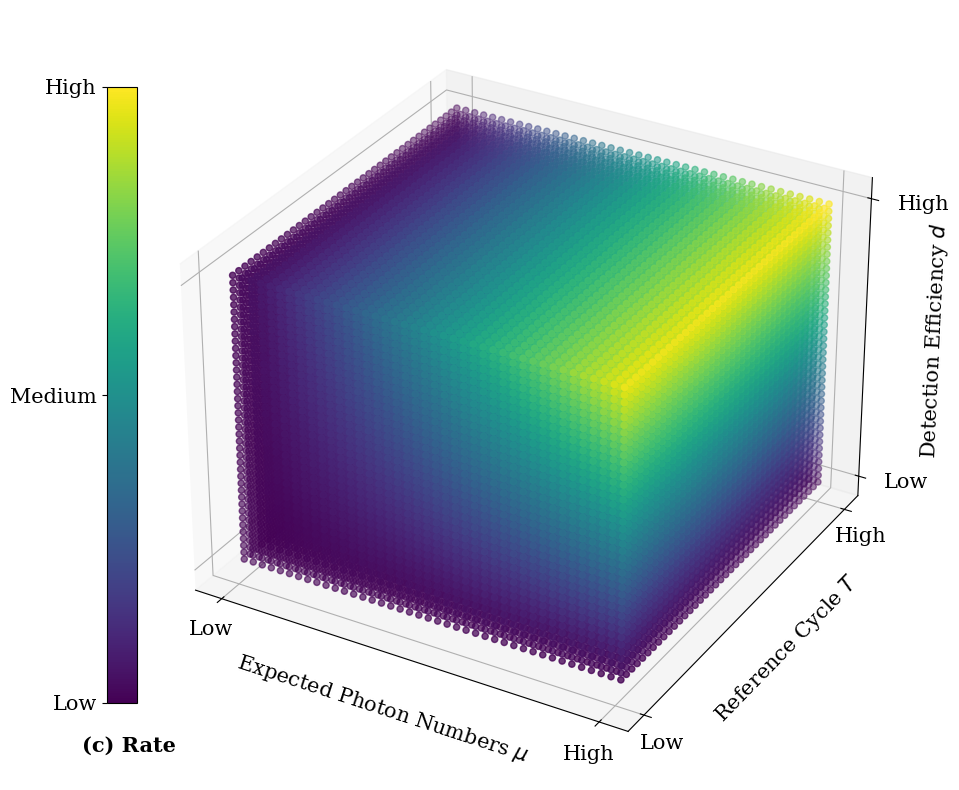 High
Medium
Low
(c) Rate
High
Detection Efficiency d
Low
High
Reference Cycle T
Low
Low
Expected Photon Numbers μ
High